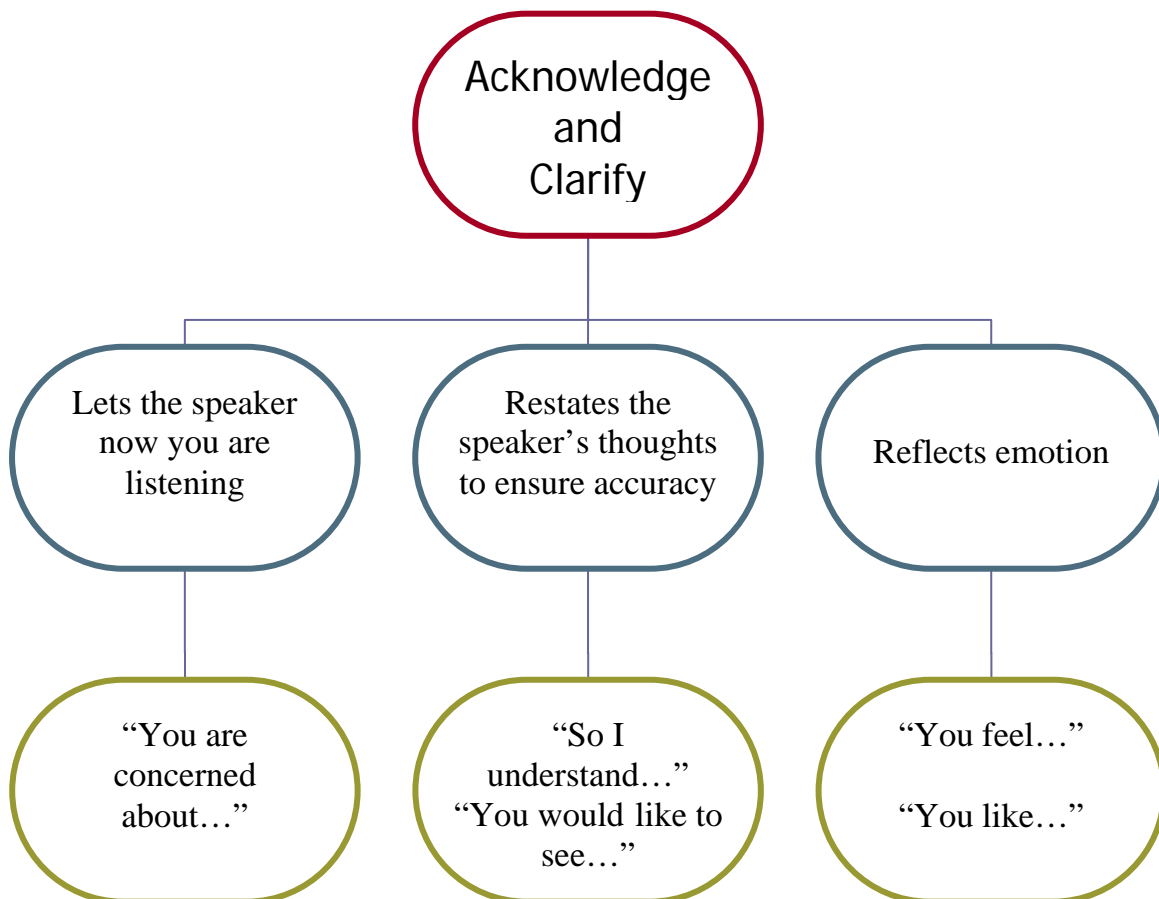 Acknowledge
and
Clarify
Lets the speaker
now you are
listening
Restates the
speaker’s thoughts
to ensure accuracy
Reflects emotion
“You are
concerned
about…”
“So I
understand…”
“You would like to
see…”
“You feel…”
“You like…”